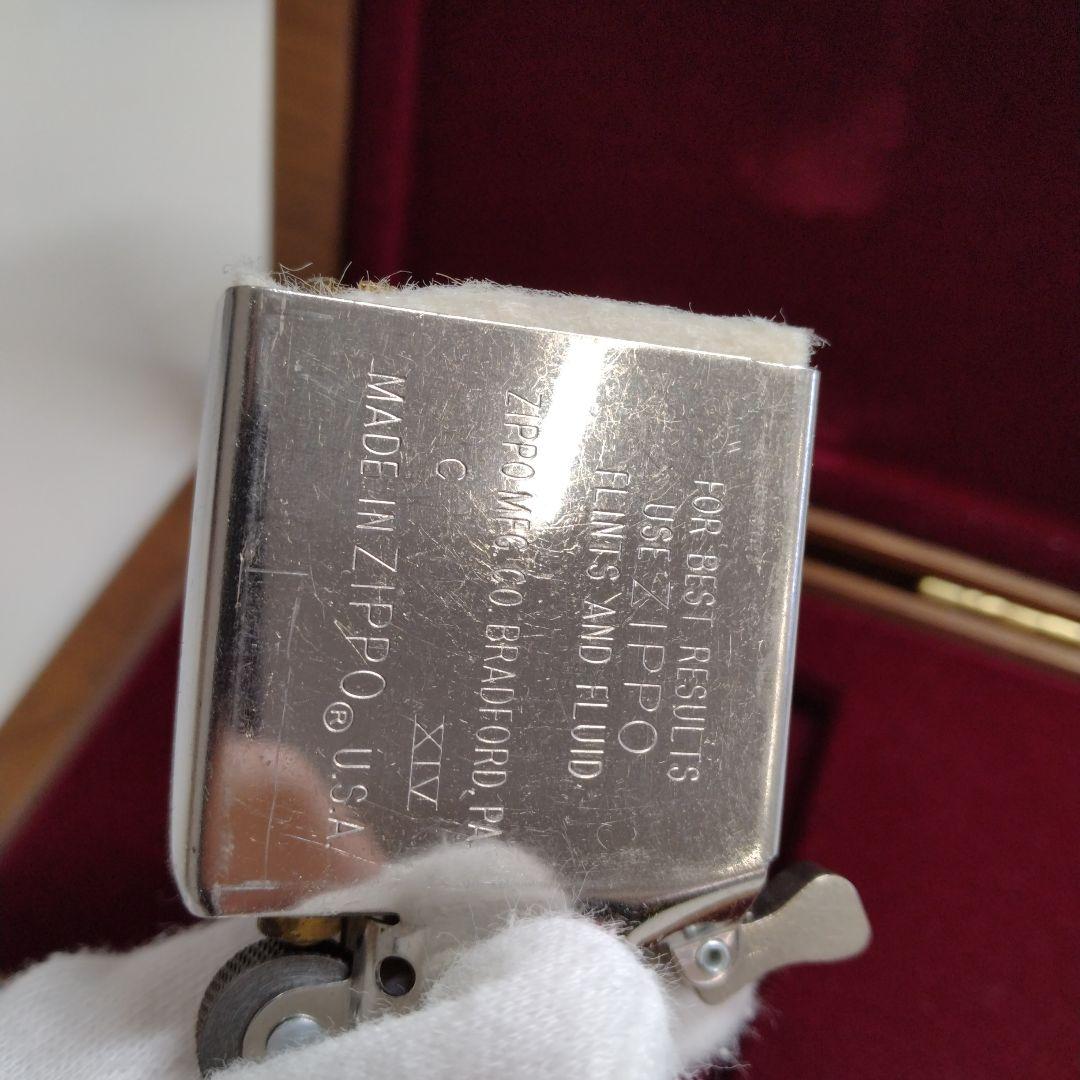 FOR BEST RESULTS
USE ZIPPO
FLINTS AND FLUID
ZIPPO MFG. CO. BRADFORD, PA
C XIV
MADE IN ZIPPO ® U.S.A